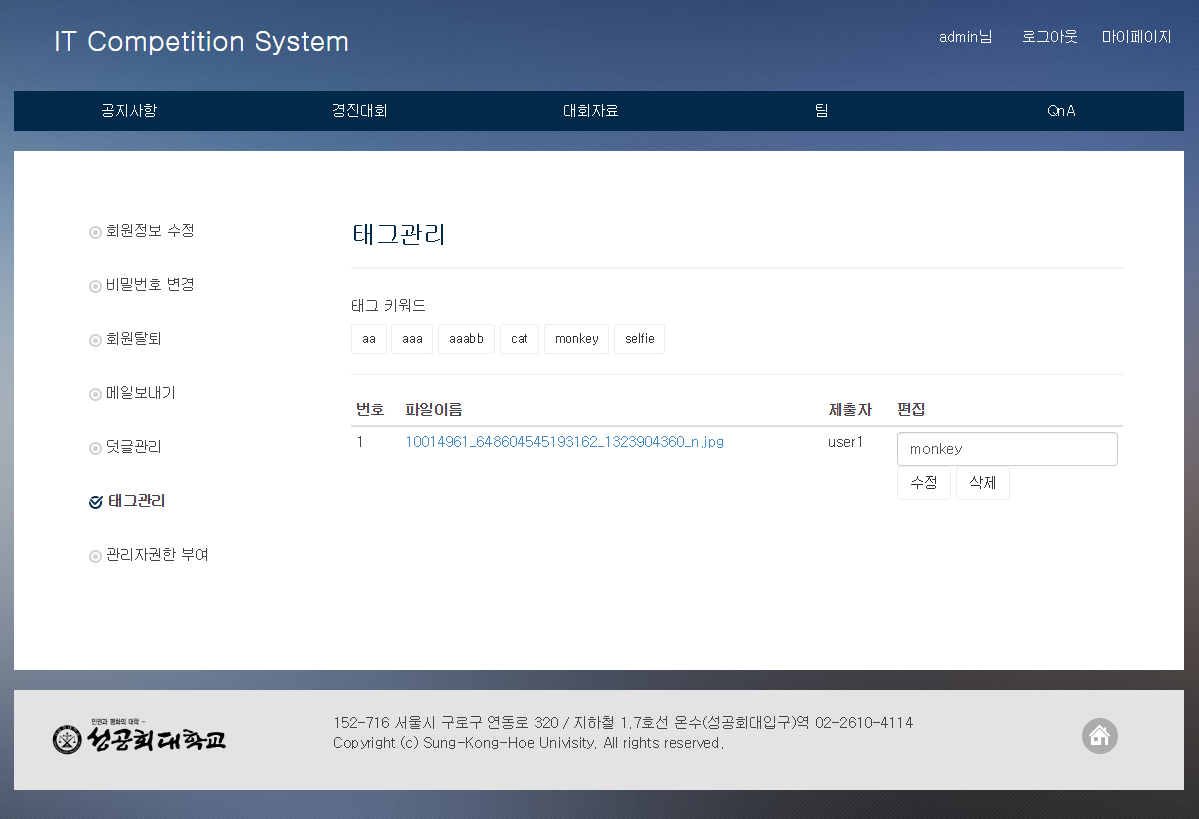 IT Competition System
admin님 로그아웃 마이페이지
공지사항 경진대회 대회자료 팀 QnA
회원정보 수정
비밀번호 변경
회원탈퇴
메일보내기
덧글관리
태그관리
관리자권한 부여
태그관리
태그 키워드
aa aaa aaabb cat monkey selfie
번호 파일이름 제출자 편집
1 10014961_648604545193162_1323904360_n.jpg user1 monkey
수정 삭제
인권과 평화의 대학 -
성공회대학교
152-716 서울시 구로구 연동로 320 / 지하철 1,7호선 온수(성공회대입구)역 02-2610-4114
Copyright (c) Sung-Kong-Hoe Univisity. All rights reserved.